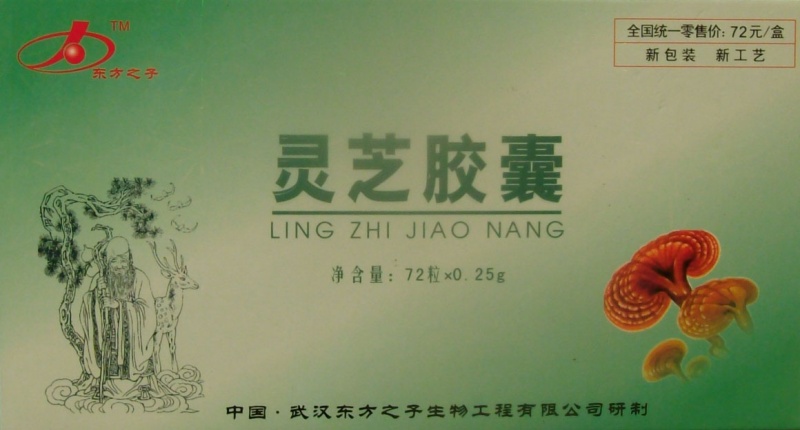 TM
东方之子
全国统一零售价: 72元/盒
新包装 新工艺
灵芝胶囊
LING ZHI JIAO NANG
净含量: 72粒×0.25g
中国·武汉东方之子生物工程有限公司研制